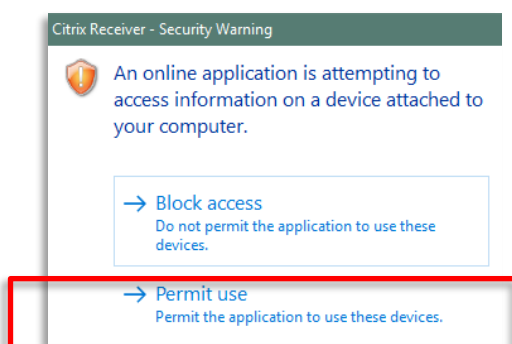 Citrix Receiver - Security Warning
An online application is attempting to
access information on a device attached to
your computer.
→ Block access
Do not permit the application to use these
devices.
→ Permit use
Permit the application to use these devices.